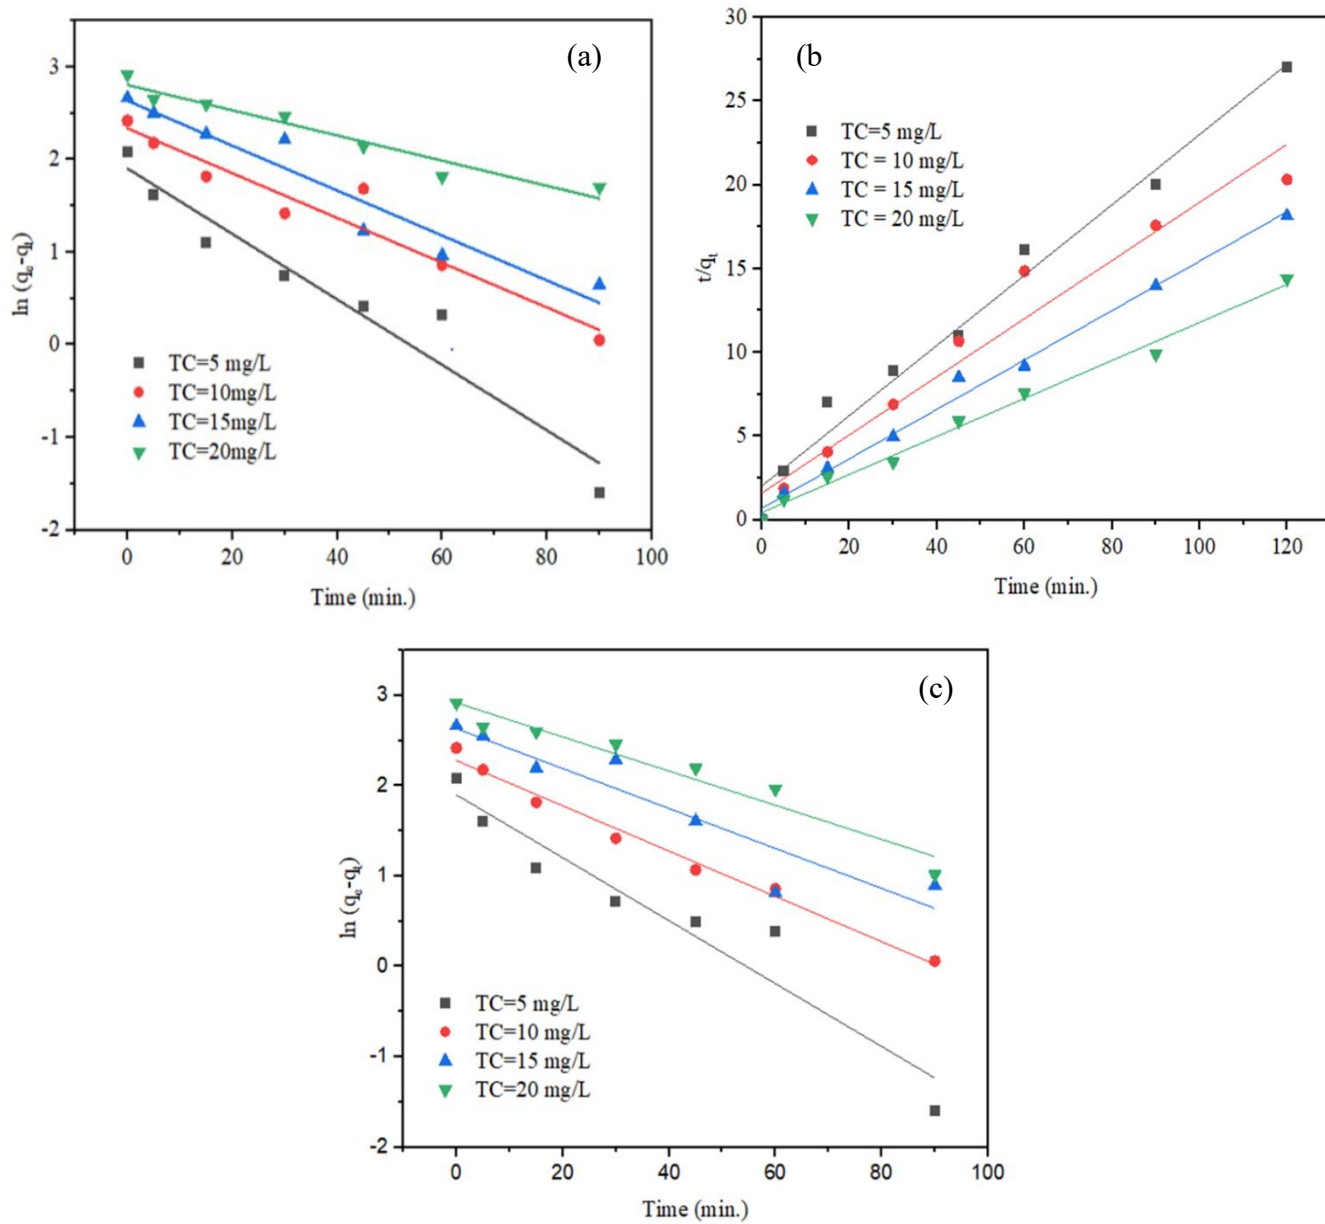 (a)
3
2
1
0
-1
-2
ln (qₑ-qₜ)
TC=5 mg/L
TC=10mg/L
TC=15mg/L
TC=20mg/L
0 20 40 60 80 100
Time (min.)
(b
30
25
20
15
10
5
0
t/qₜ
TC=5 mg/L
TC = 10 mg/L
TC = 15 mg/L
TC = 20 mg/L
0 20 40 60 80 100 120
Time (min.)
(c)
3
2
1
0
-1
-2
ln (qₑ-qₜ)
TC=5 mg/L
TC=10 mg/L
TC=15 mg/L
TC=20 mg/L
0 20 40 60 80 100
Time (min.)